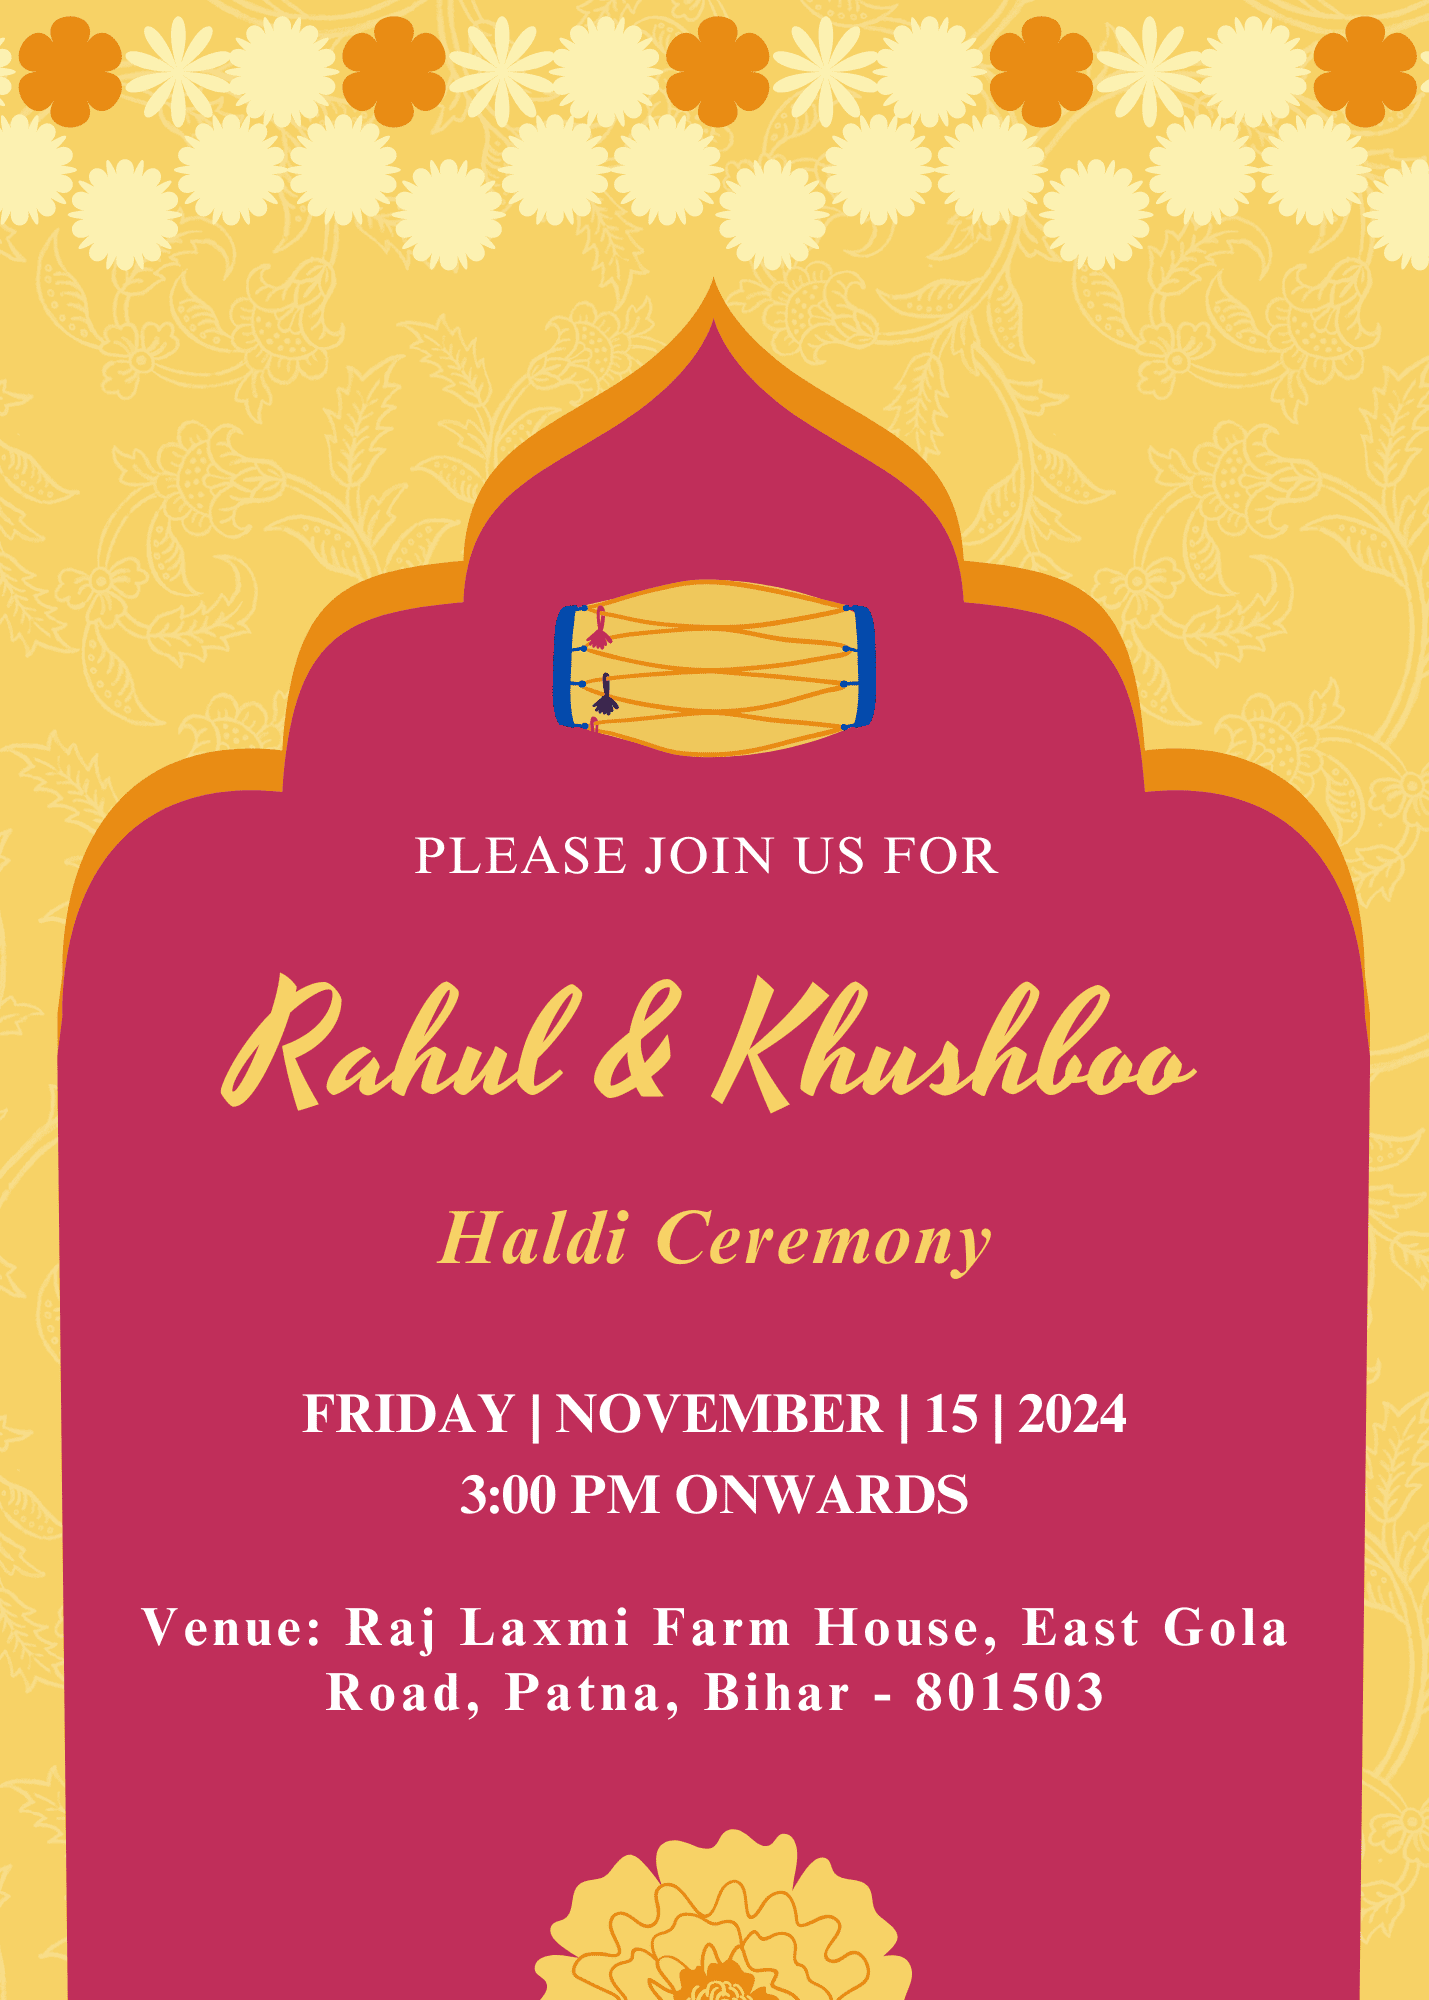 PLEASE JOIN US FOR
Rahul & Khushboo
Haldi Ceremony
FRIDAY | NOVEMBER | 15 | 2024
3:00 PM ONWARDS
Venue: Raj Laxmi Farm House, East Gola
Road, Patna, Bihar - 801503